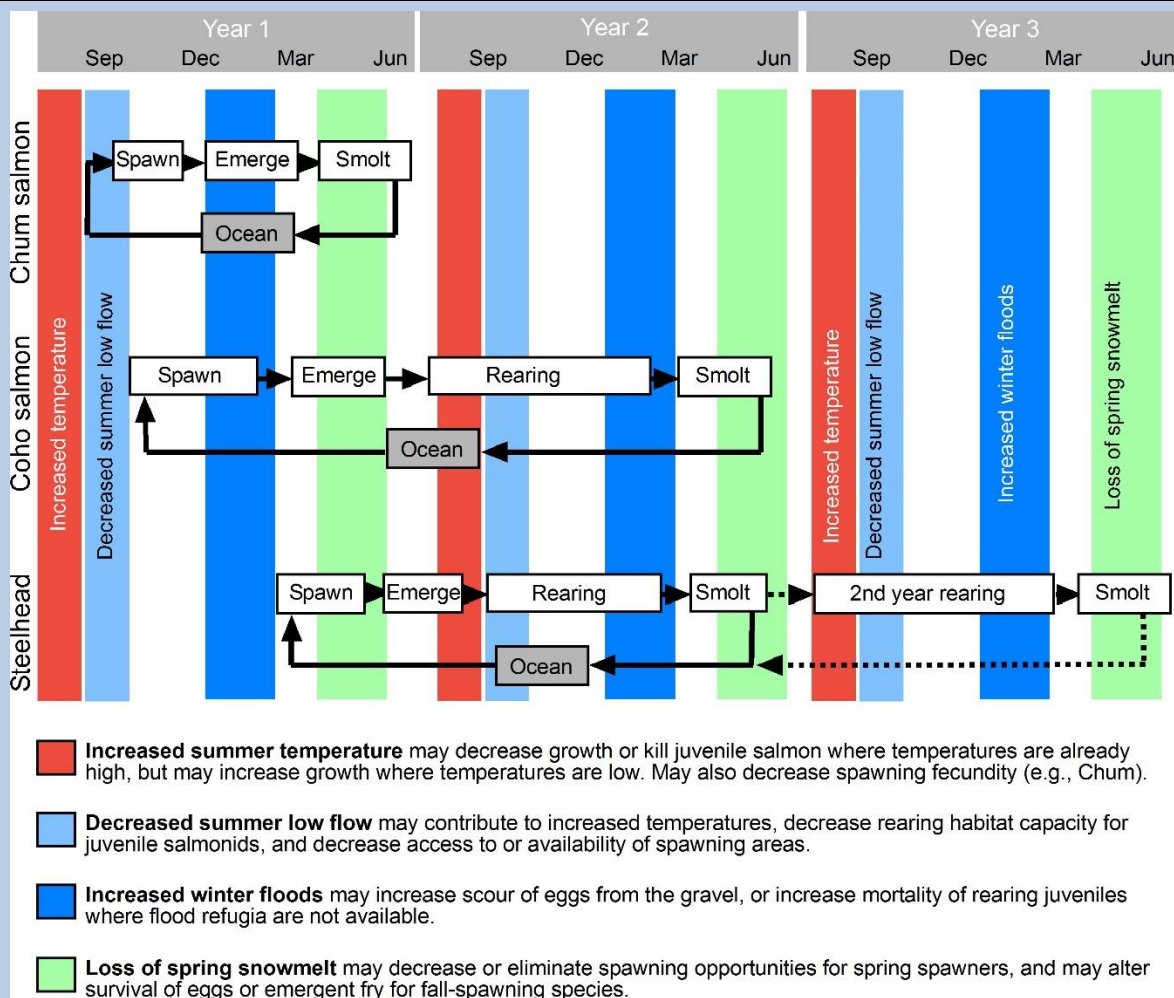 Year 1 Year 2 Year 3
Sep Dec Mar Jun Sep Dec Mar Jun Sep Dec Mar Jun
Chum salmon
Spawn Emerge Smolt
Ocean
Coho salmon
Spawn Emerge Rearing Smolt
Ocean
Steelhead
Spawn Emerge Rearing Smolt 2nd year rearing Smolt
Ocean
Increased temperature
Decreased summer low flow
Increased temperature
Decreased summer low flow
Increased winter floods
Loss of spring snowmelt
Increased summer temperature may decrease growth or kill juvenile salmon where temperatures are already
high, but may increase growth where temperatures are low. May also decrease spawning fecundity (e.g., Chum).
Decreased summer low flow may contribute to increased temperatures, decrease rearing habitat capacity for
juvenile salmonids, and decrease access to or availability of spawning areas.
Increased winter floods may increase scour of eggs from the gravel, or increase mortality of rearing juveniles
where flood refugia are not available.
Loss of spring snowmelt may decrease or eliminate spawning opportunities for spring spawners, and may alter
survival of eggs or emergent fry for fall-spawning species.